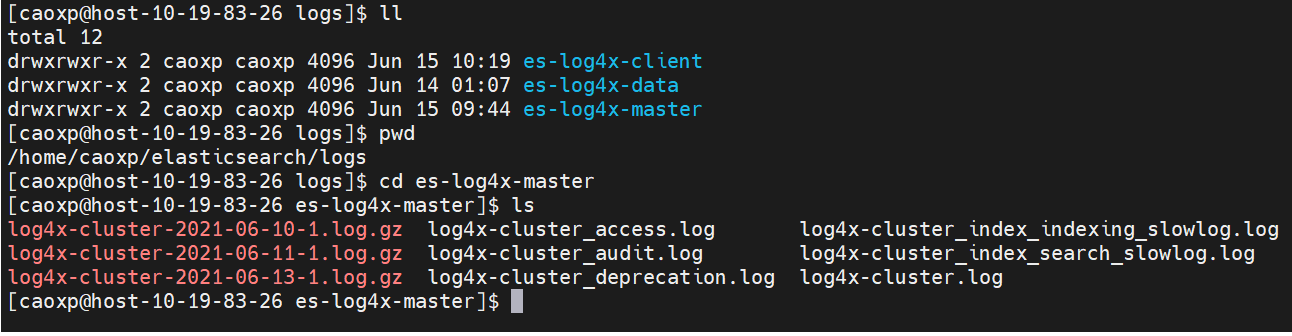 [caoxp@host-10-19-83-26 logs]$ ll
total 12
drwxrwxr-x 2 caoxp caoxp 4096 Jun 15 10:19 es-log4x-client
drwxrwxr-x 2 caoxp caoxp 4096 Jun 14 01:07 es-log4x-data
drwxrwxr-x 2 caoxp caoxp 4096 Jun 15 09:44 es-log4x-master
[caoxp@host-10-19-83-26 logs]$ pwd
/home/caoxp/elasticsearch/logs
[caoxp@host-10-19-83-26 logs]$ cd es-log4x-master
[caoxp@host-10-19-83-26 es-log4x-master]$ ls
log4x-cluster-2021-06-10-1.log.gz  log4x-cluster_access.log       log4x-cluster_index_indexing_slowlog.log
log4x-cluster-2021-06-11-1.log.gz  log4x-cluster_audit.log        log4x-cluster_index_search_slowlog.log
log4x-cluster-2021-06-13-1.log.gz  log4x-cluster_deprecation.log  log4x-cluster.log
[caoxp@host-10-19-83-26 es-log4x-master]$